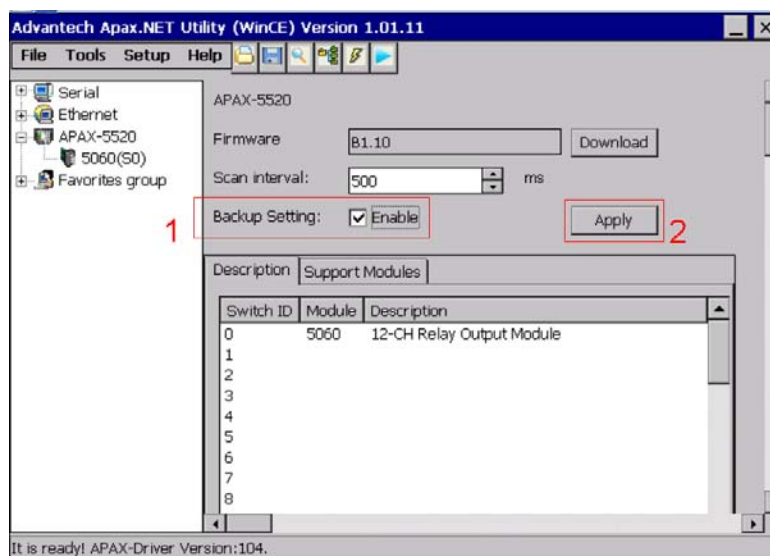 Advantech Apax.NET Utility (WinCE) Version 1.01.11
File Tools Setup Help
Serial
Ethernet
APAX-5520
5060(S0)
Favorites group
APAX-5520
Firmware B1.10 Download
Scan interval: 500 ms
1 Backup Setting: Enable Apply 2
Description Support Modules
Switch ID Module Description
0 5060 12-CH Relay Output Module
1
2
3
4
5
6
7
8
It is ready! APAX-Driver Version:104.